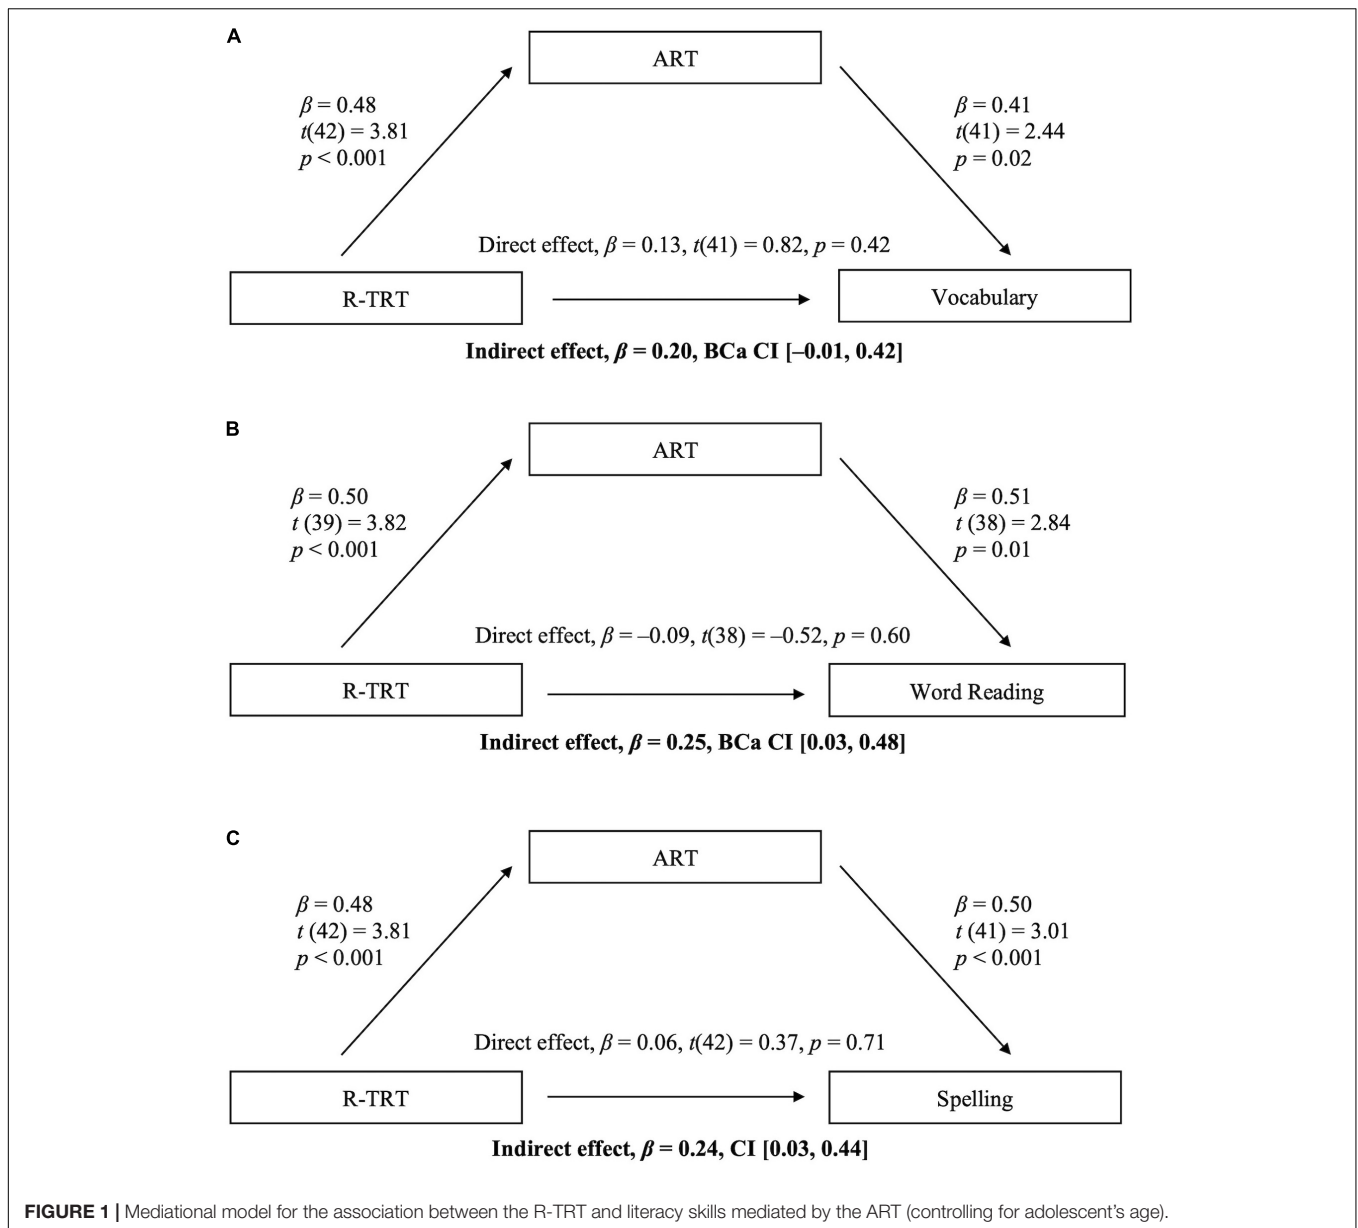 A
ART
β = 0.48
t(42) = 3.81
p < 0.001
β = 0.41
t(41) = 2.44
p = 0.02
Direct effect, β = 0.13, t(41) = 0.82, p = 0.42
R-TRT
Vocabulary
Indirect effect, β = 0.20, BCa CI [–0.01, 0.42]
B
ART
β = 0.50
t (39) = 3.82
p < 0.001
β = 0.51
t (38) = 2.84
p = 0.01
Direct effect, β = –0.09, t(38) = –0.52, p = 0.60
R-TRT
Word Reading
Indirect effect, β = 0.25, BCa CI [0.03, 0.48]
C
ART
β = 0.48
t (42) = 3.81
p < 0.001
β = 0.50
t (41) = 3.01
p < 0.001
Direct effect, β = 0.06, t(42) = 0.37, p = 0.71
R-TRT
Spelling
Indirect effect, β = 0.24, CI [0.03, 0.44]
FIGURE 1 | Mediational model for the association between the R-TRT and literacy skills mediated by the ART (controlling for adolescent's age).